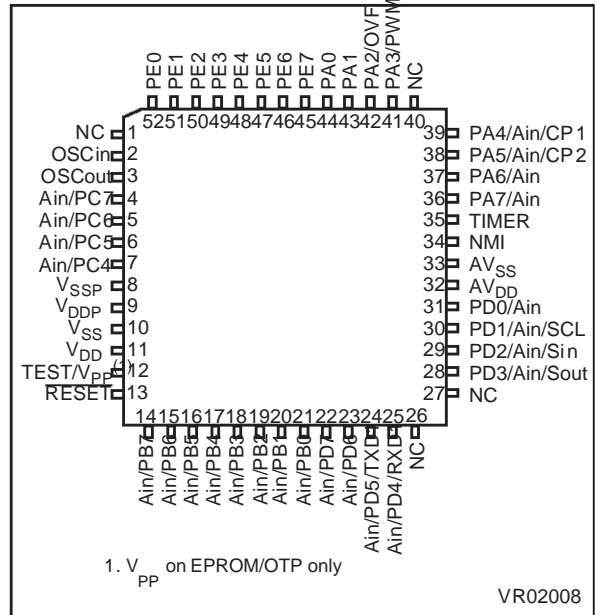 PE0
PE1
PE2
PE3
PE4
PE5
PE6
PE7
PA0
PA1
PA2/OVF
PA3/PWM
NC
52 51 50 49 48 47 46 45 44 43 42 41 40
NC 1
OSCin 2
OSCout 3
Ain/PC7 4
Ain/PC6 5
Ain/PC5 6
Ain/PC4 7
VSSP 8
VDDP 9
VSS 10
VDD 11
TEST/VPP(1) 12
RESET 13
39 PA4/Ain/CP1
38 PA5/Ain/CP2
37 PA6/Ain
36 PA7/Ain
35 TIMER
34 NMI
33 AVSS
32 AVDD
31 PD0/Ain
30 PD1/Ain/SCL
29 PD2/Ain/Sin
28 PD3/Ain/Sout
27 NC
14 15 16 17 18 19 20 21 22 23 24 25 26
Ain/PB7
Ain/PB6
Ain/PB5
Ain/PB4
Ain/PB3
Ain/PB2
Ain/PB1
Ain/PB0
Ain/PD7
Ain/PD6
Ain/PD5/TXD1
Ain/PD4/RXD1
NC
1. VPP on EPROM/OTP only
VR02008